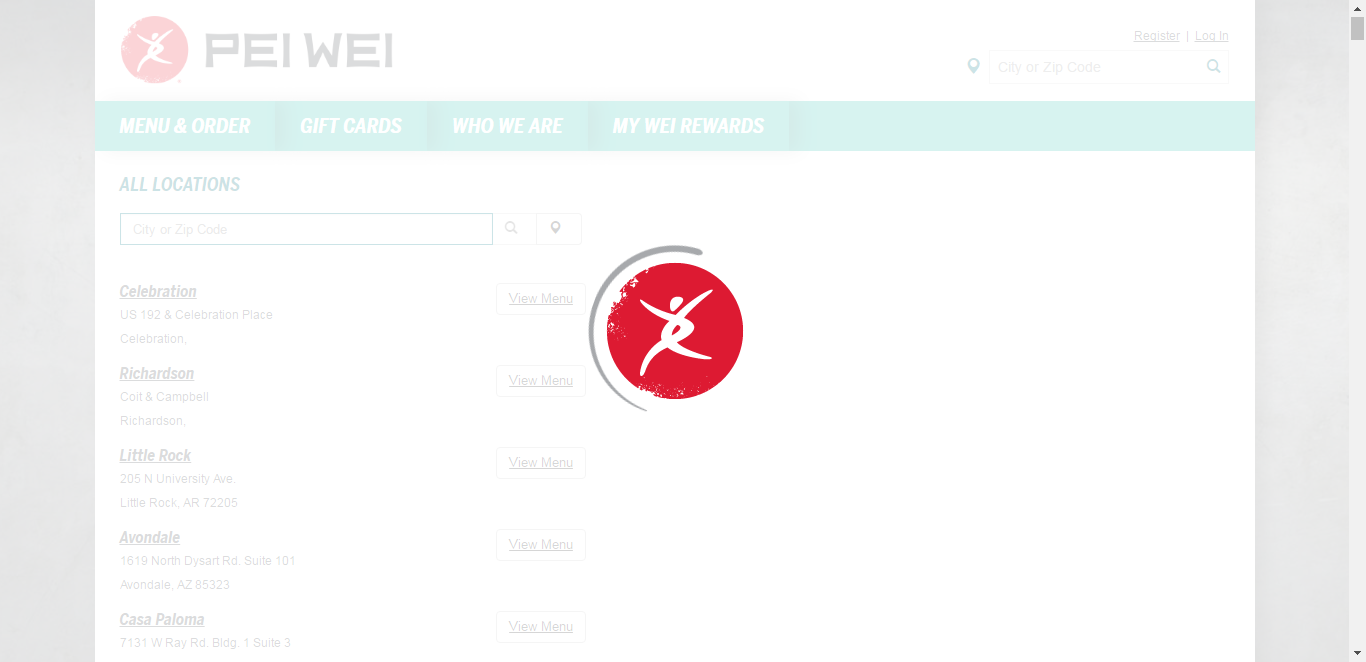 PEI WEI
Register | Log In
City or Zip Code
MENU & ORDER GIFT CARDS WHO WE ARE MY WEI REWARDS
ALL LOCATIONS
City or Zip Code
Celebration
View Menu
US 192 & Celebration Place
Celebration,
Richardson
View Menu
Coit & Campbell
Richardson,
Little Rock
View Menu
205 N University Ave.
Little Rock, AR 72205
Avondale
View Menu
1619 North Dysart Rd. Suite 101
Avondale, AZ 85323
Casa Paloma
View Menu
7131 W Ray Rd. Bldg. 1 Suite 3